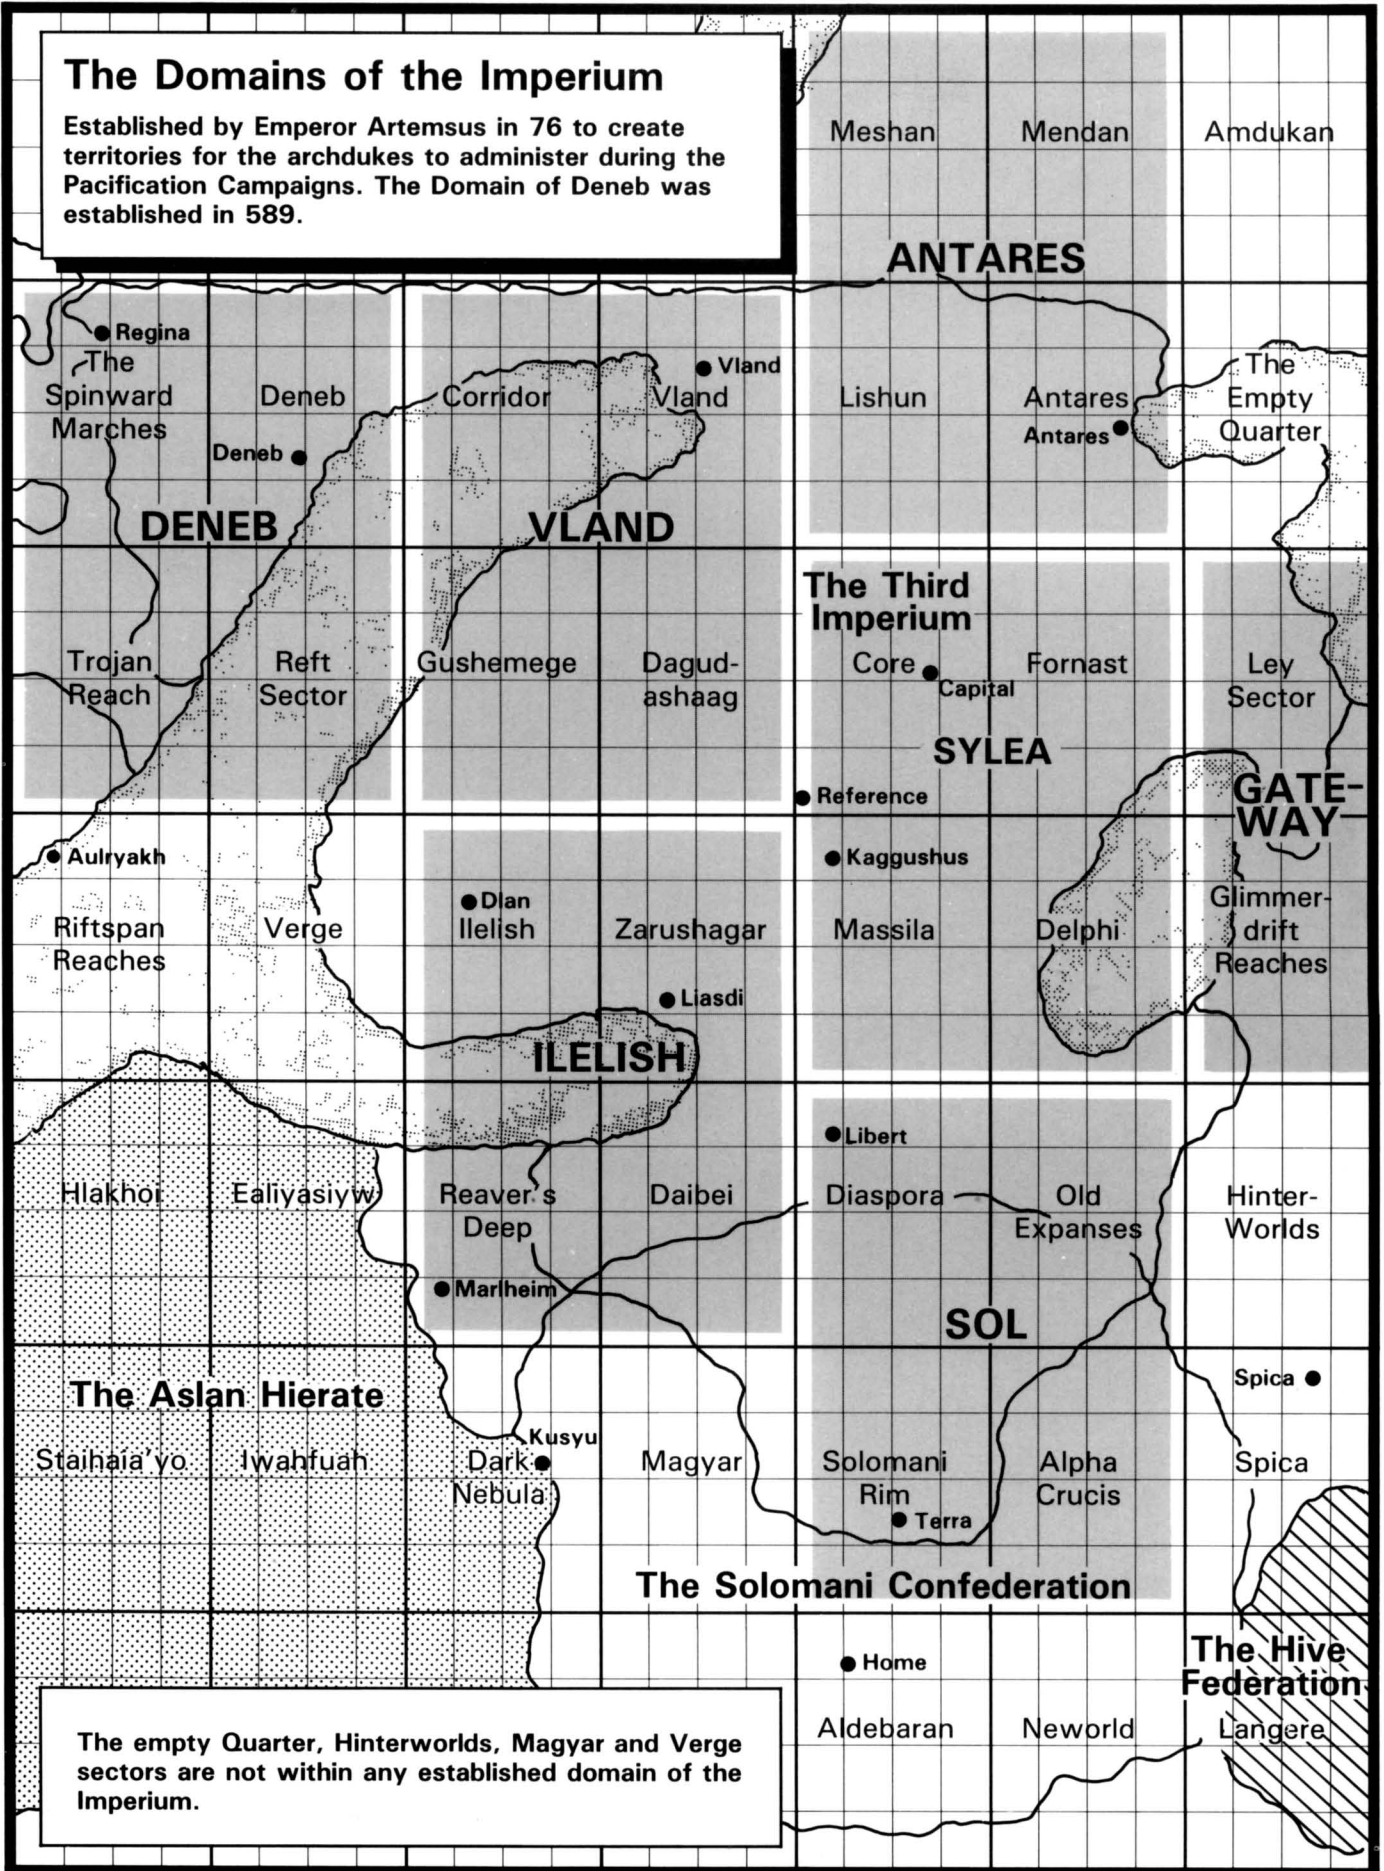 The Domains of the Imperium
Established by Emperor Artemsus in 76 to create
territories for the archdukes to administer during the
Pacification Campaigns. The Domain of Deneb was
established in 589.
Meshan
Mendan
Amdukan
ANTARES
Regina
The
Spinward
Marches
Deneb
Deneb
Corridor
Vland
Vland
Lishun
Antares
Antares
The
Empty
Quarter
DENEB
VLAND
The Third
Imperium
Trojan
Reach
Reft
Sector
Gushemege
Dagud-
ashaag
Core
Capital
Fornast
Ley
Sector
SYLEA
GATE-
WAY
Reference
Aulryakh
Kaggushus
Dlan
Riftspan
Reaches
Verge
Ilelish
Zarushagar
Massila
Delphi
Glimmer-
drift
Reaches
Liasdi
ILELISH
Libert
Hlakhoi
Ealiyasiyw
Reaver's
Deep
Daibei
Diaspora
Old
Expanses
Hinter-
Worlds
Marlheim
SOL
The Aslan Hierate
Spica
Kusyu
Staihaia'yo
Iwahfuah
Dark
Nebula
Magyar
Solomani
Rim
Terra
Alpha
Crucis
Spica
The Solomani Confederation
Home
The Hive
Federation
Aldebaran
Neworld
Langere
The empty Quarter, Hinterworlds, Magyar and Verge
sectors are not within any established domain of the
Imperium.